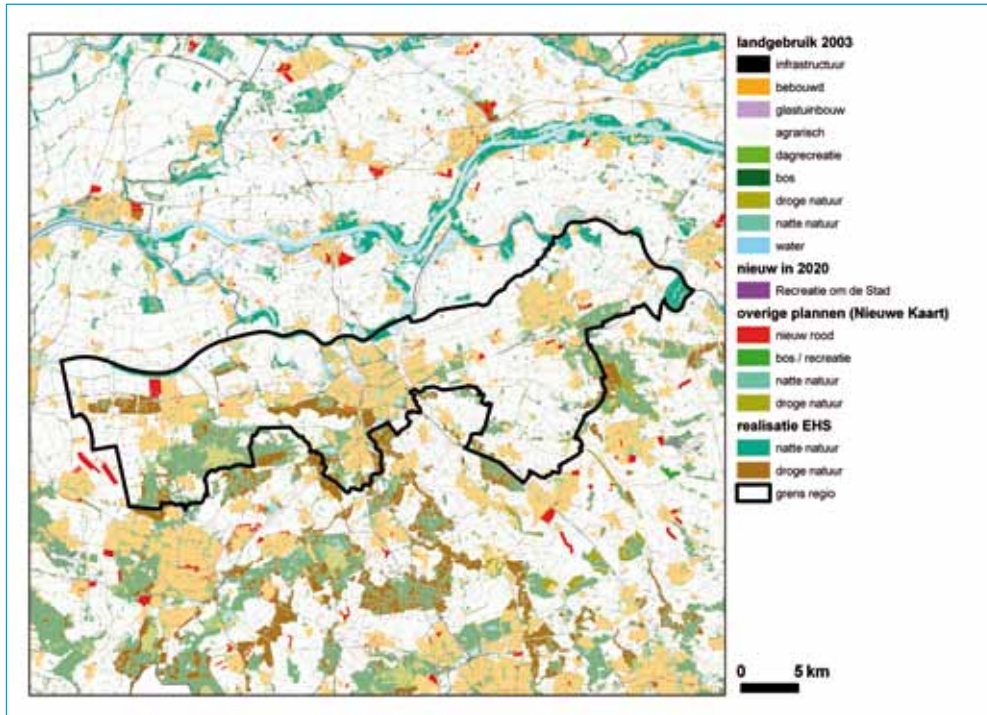 landgebruik 2003
infrastructuur
bebouwd
glastuinbouw
agrarisch
dagrecreatie
bos
droge natuur
natte natuur
water
nieuw in 2020
Recreatie om de Stad
overige plannen (Nieuwe Kaart)
nieuw rood
bos / recreatie
natte natuur
droge natuur
realisatie EHS
natte natuur
droge natuur
grens regio
0 5 km